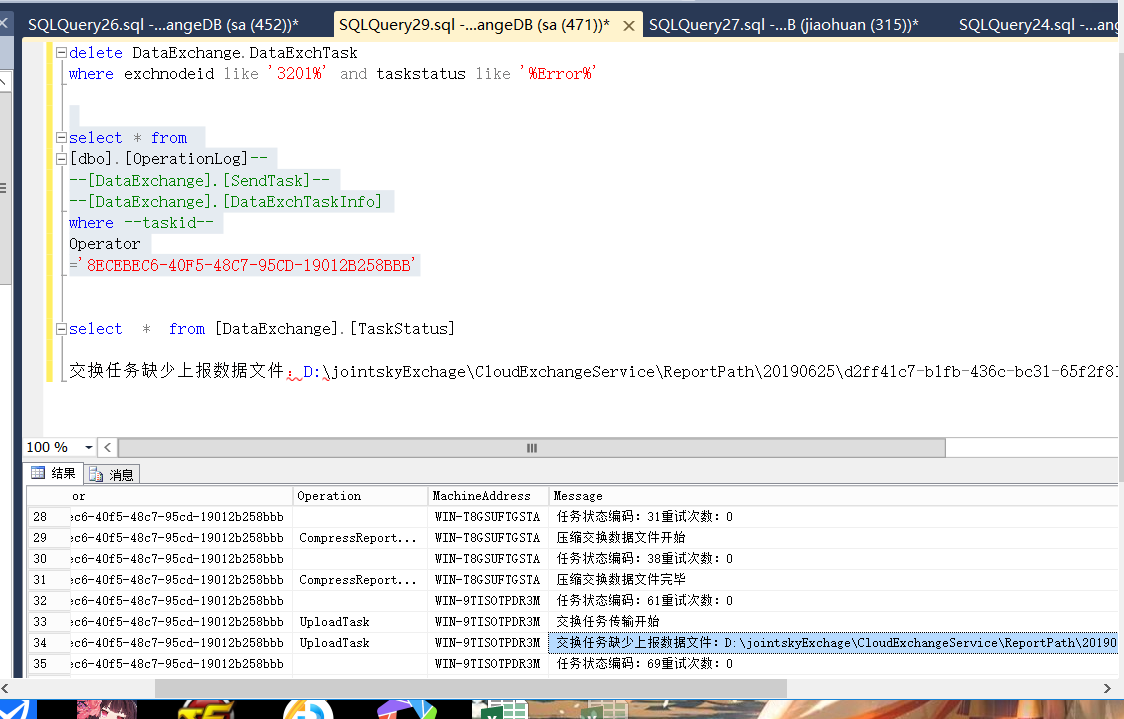 SQLQuery26.sql -...angeDB (sa (452))*
SQLQuery29.sql -...angeDB (sa (471))*
SQLQuery27.sql -...B (jiaohuan (315))*
SQLQuery24.sql -...ang
delete DataExchange.DataExchTask
where exchnodeid like '3201%' and taskstatus like '%Error%'
select * from
[dbo].[OperationLog]--
--[DataExchange].[SendTask]--
--[DataExchange].[DataExchTaskInfo]
where --taskid--
Operator
='8ECEBEC6-40F5-48C7-95CD-19012B258BBB'
select * from [DataExchange].[TaskStatus]
交换任务缺少上报数据文件：D:\jointskyExchage\CloudExchangeService\ReportPath\20190625\d2ff41c7-b1fb-436c-bc31-65f2f81
100 %
结果 消息
or Operation MachineAddress Message
28 ec6-40f5-48c7-95cd-19012b258bbb WIN-T8GSUFTGSTA 任务状态编码：31重试次数：0
29 ec6-40f5-48c7-95cd-19012b258bbb CompressReport... WIN-T8GSUFTGSTA 压缩交换数据文件开始
30 ec6-40f5-48c7-95cd-19012b258bbb WIN-T8GSUFTGSTA 任务状态编码：38重试次数：0
31 ec6-40f5-48c7-95cd-19012b258bbb CompressReport... WIN-T8GSUFTGSTA 压缩交换数据文件完毕
32 ec6-40f5-48c7-95cd-19012b258bbb WIN-9TISOTPDR3M 任务状态编码：61重试次数：0
33 ec6-40f5-48c7-95cd-19012b258bbb UploadTask WIN-9TISOTPDR3M 交换任务传输开始
34 ec6-40f5-48c7-95cd-19012b258bbb UploadTask WIN-9TISOTPDR3M 交换任务缺少上报数据文件：D:\jointskyExchage\CloudExchangeService\ReportPath\20190
35 ec6-40f5-48c7-95cd-19012b258bbb WIN-9TISOTPDR3M 任务状态编码：69重试次数：0